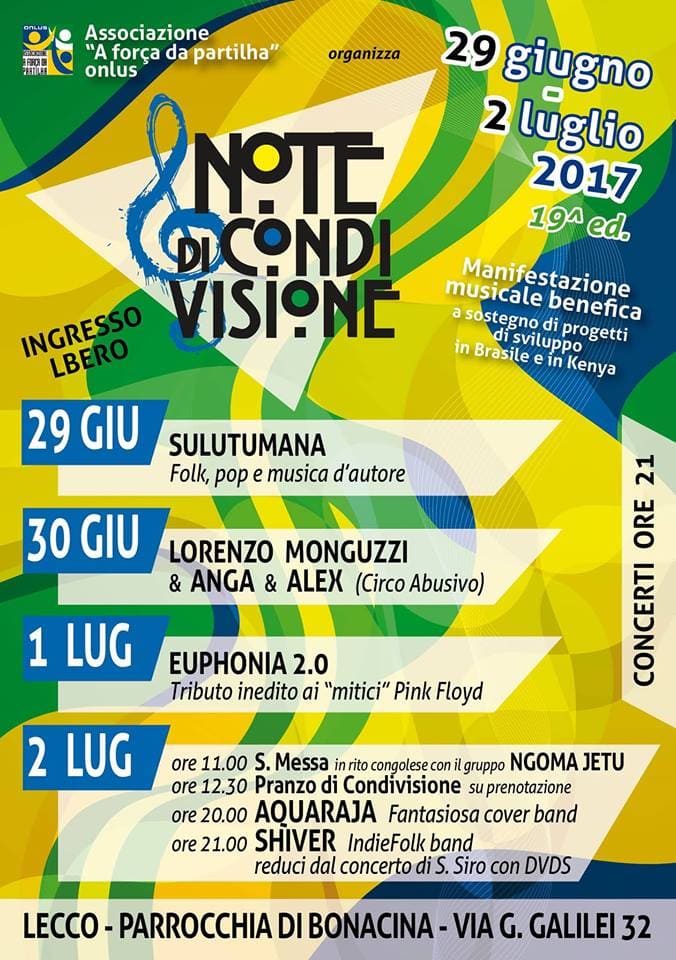 ONLUS
A FORÇA DA
PARTILHA
Associazione
"A força da partilha"
onlus
organizza
29 giugno
-
2 luglio
2017
19^ ed.
NOTE
DI CONDI
VISIONE
Manifestazione
musicale benefica
a sostegno di progetti
di sviluppo
in Brasile e in Kenya
INGRESSO
LBERO
29 GIU
SULUTUMANA
Folk, pop e musica d'autore
30 GIU
LORENZO MONGUZZI
& ANGA & ALEX (Circo Abusivo)
1 LUG
EUPHONIA 2.0
Tributo inedito ai "mitici" Pink Floyd
CONCERTI ORE 21
2 LUG
ore 11.00 S. Messa in rito congolese con il gruppo NGOMA JETU
ore 12.30 Pranzo di Condivisione su prenotazione
ore 20.00 AQUARAJA Fantasiosa cover band
ore 21.00 SHIVER IndieFolk band
reduci dal concerto di S. Siro con DVDS
LECCO - PARROCCHIA DI BONACINA - VIA G. GALILEI 32